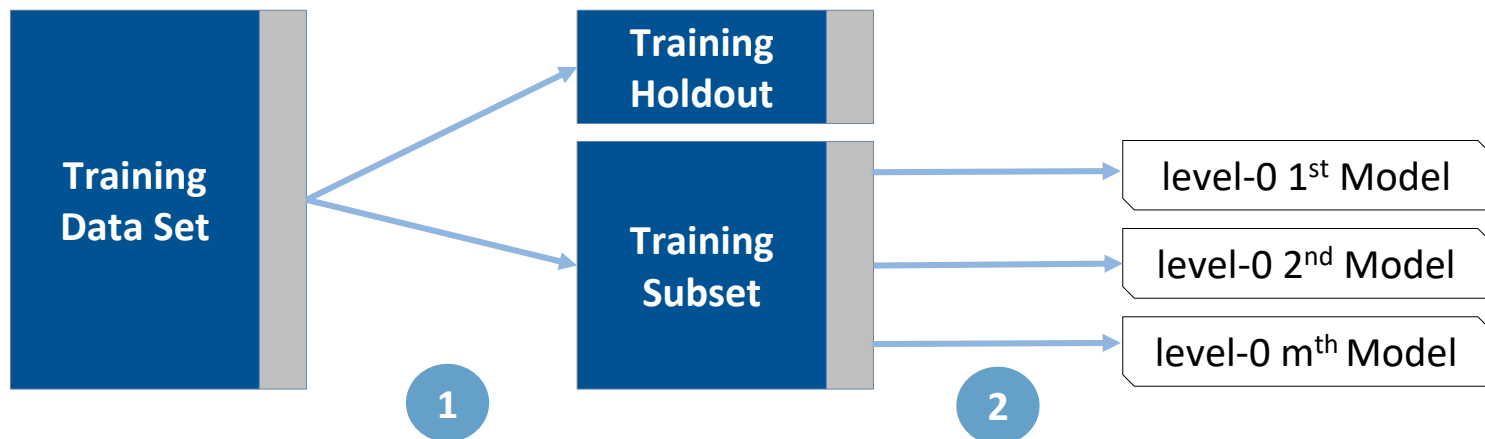 Training
Data Set
Training
Holdout
Training
Subset
level-0 1st Model
level-0 2nd Model
level-0 mth Model
1
2